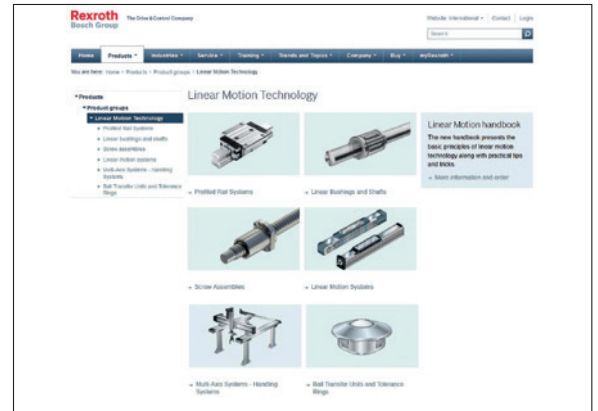 Rexroth
Bosch Group
The Drive & Control Company
Website International
Contact
Login
Search
Home
Products
Industries
Service
Training
Trends and Topics
Company
Buy
myRexroth
You are here: Home • Products • Product groups • Linear Motion Technology
Products
Product groups
Linear Motion Technology
Profiled Rail Systems
Linear bushings and shafts
Screw assemblies
Linear motion systems
Multi-Axis Systems - Handling
Systems
Ball Transfer Units and Tolerance
Rings
Linear Motion Technology
Profiled Rail Systems
Linear Bushings and Shafts
Screw Assemblies
Linear Motion Systems
Multi-Axis Systems - Handling
Systems
Ball Transfer Units and Tolerance
Rings
Linear Motion handbook
The new handbook presents the
basic principles of linear motion
technology along with practical tips
and tricks.
More information and order